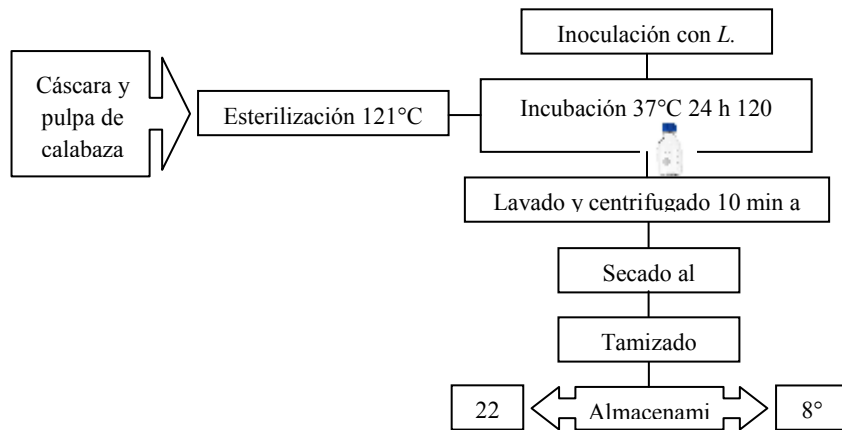 Inoculación con L.
Cáscara y
pulpa de
calabaza
Esterilización 121°C
Incubación 37°C 24 h 120
Lavado y centrifugado 10 min a
Secado al
Tamizado
22
Almacenami
8°